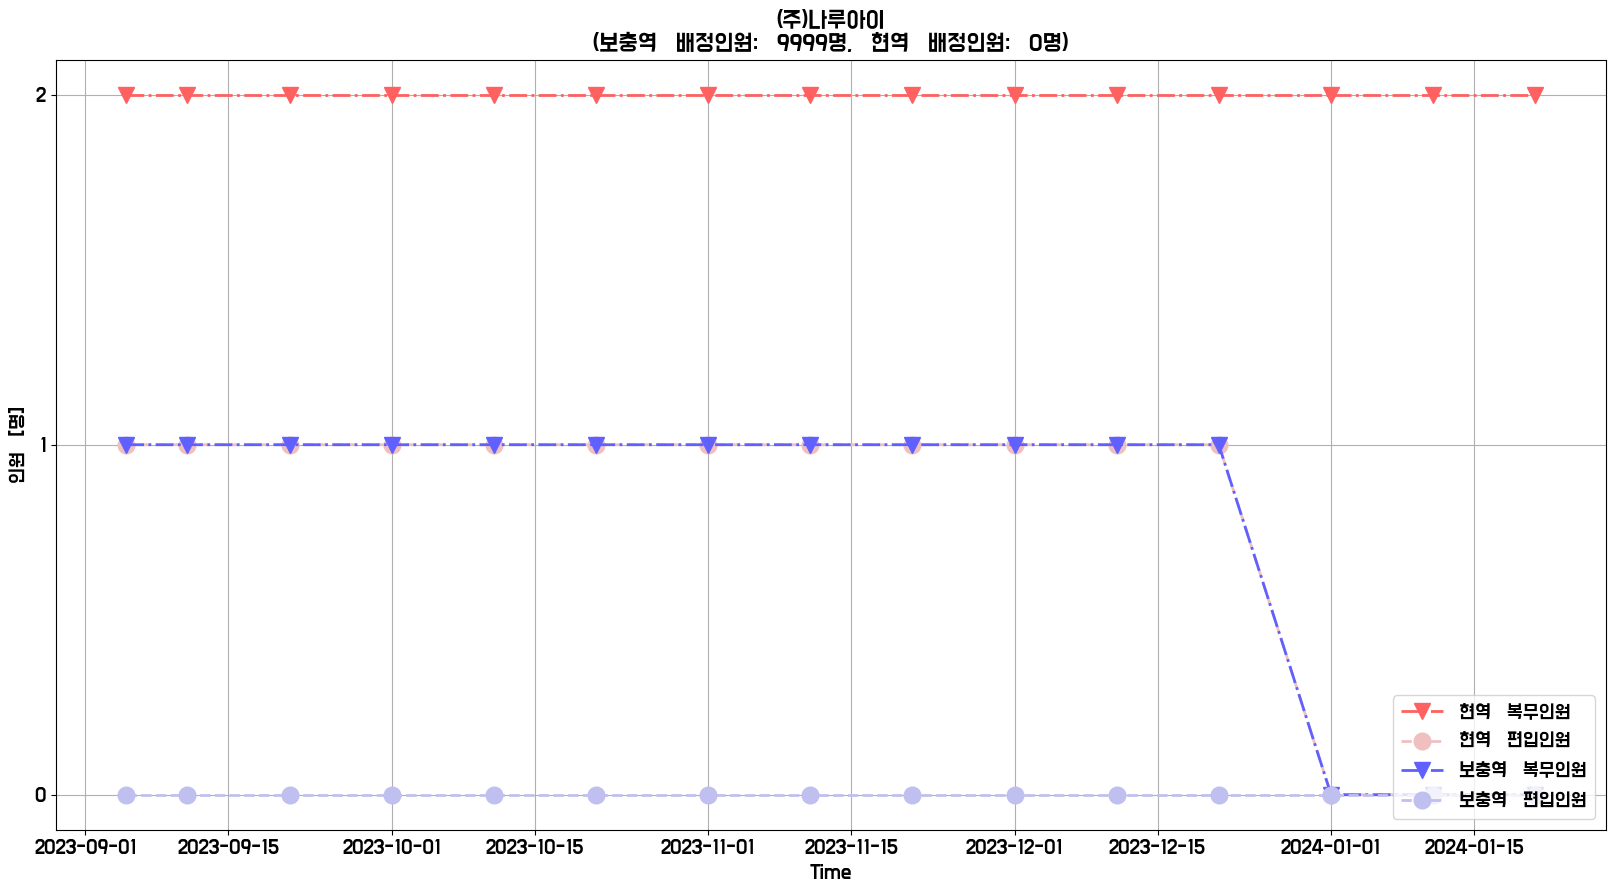 (주)나루아이
(보충역 배정인원: 9999명, 현역 배정인원: 0명)
인원 [명]
2
1
0
현역 복무인원
현역 편입인원
보충역 복무인원
보충역 편입인원
2023-09-01 2023-09-15 2023-10-01 2023-10-15 2023-11-01 2023-11-15 2023-12-01 2023-12-15 2024-01-01 2024-01-15
Time